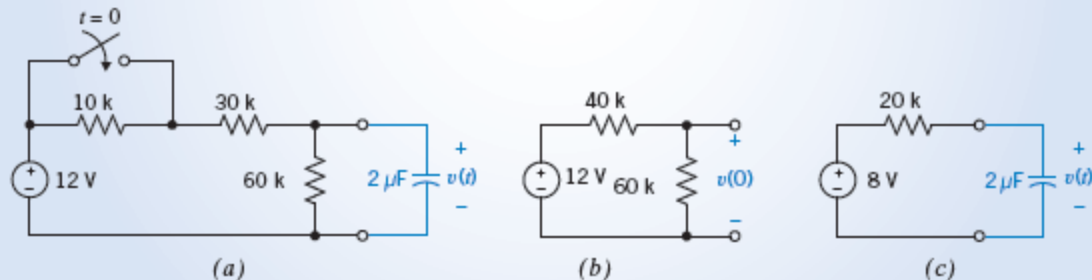 t = 0
10 k
30 k
12 V
60 k
2 μF
+
v(t)
−
(a)
40 k
12 V
60 k
+
v(0)
−
(b)
20 k
8 V
2 μF
+
v(t)
−
(c)